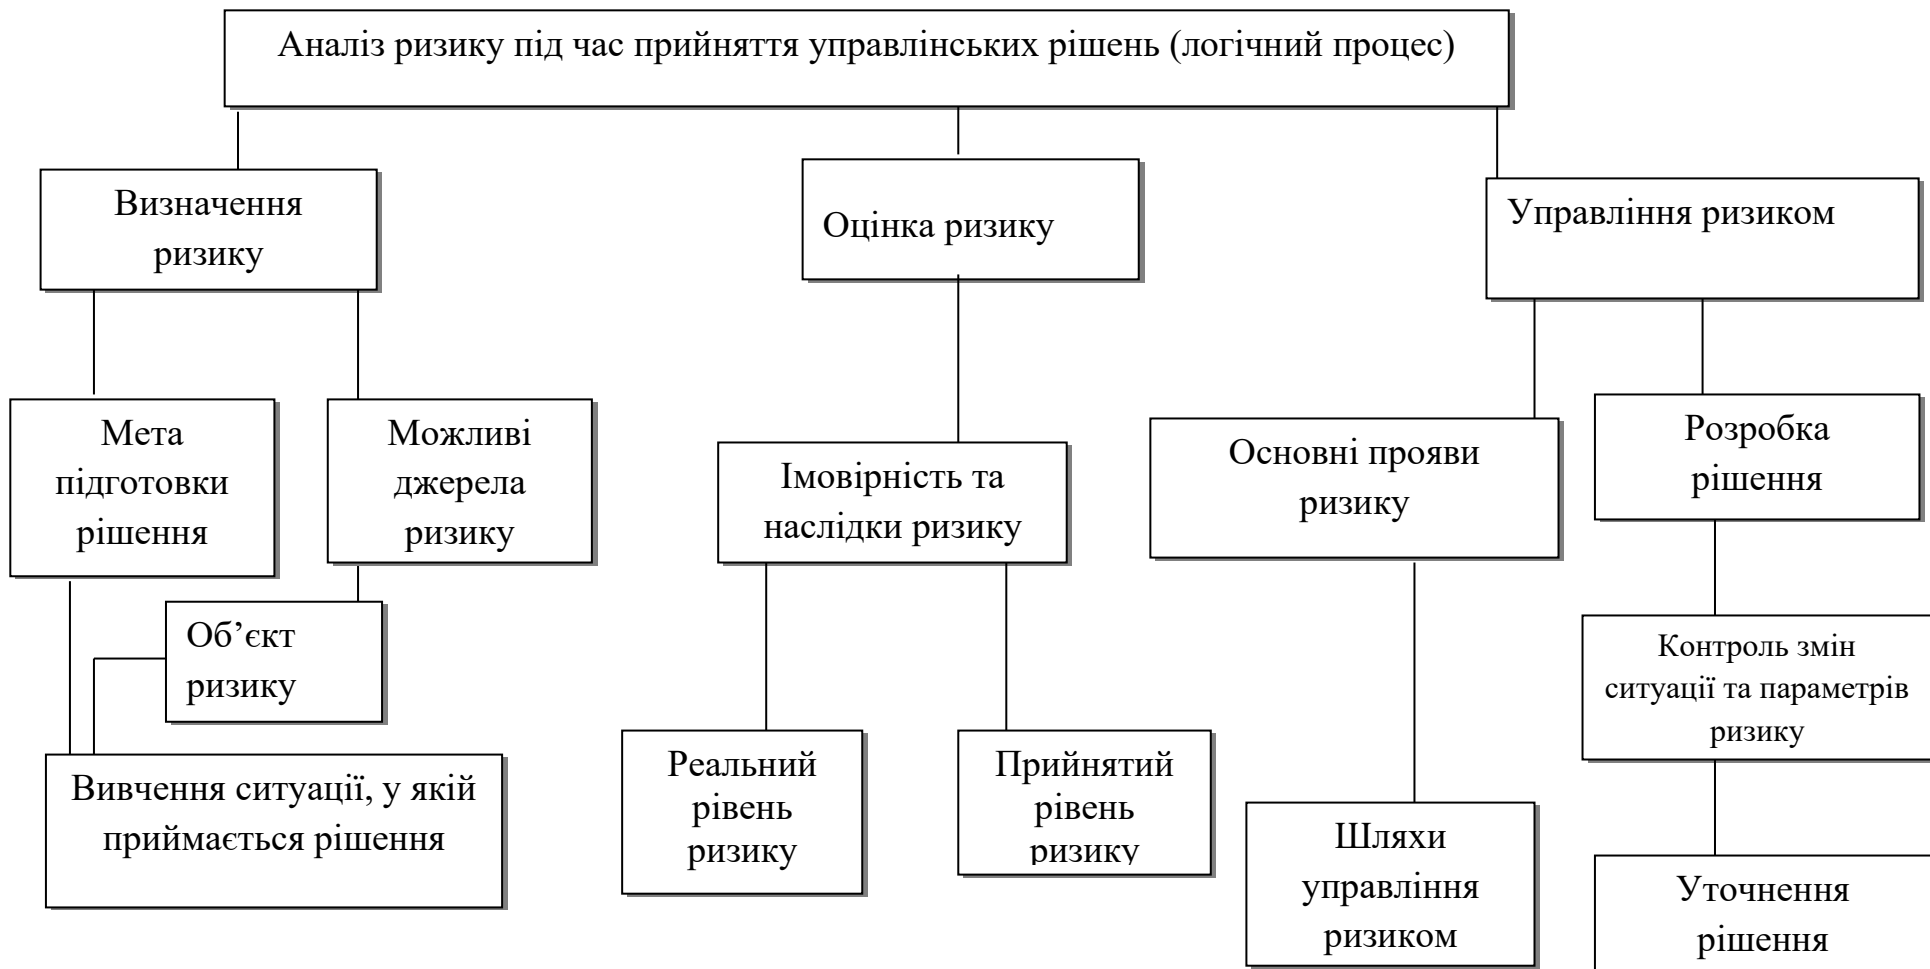 Аналіз ризику під час прийняття управлінських рішень (логічний процес)
Визначення
ризику
Оцінка ризику
Управління ризиком
Мета
підготовки
рішення
Можливі
джерела
ризику
Імовірність та
наслідки ризику
Основні прояви
ризику
Розробка
рішення
Об’єкт
ризику
Контроль змін
ситуації та параметрів
ризику
Вивчення ситуації, у якій
приймається рішення
Реальний
рівень
ризику
Прийнятий
рівень
ризику
Шляхи
управління
ризиком
Уточнення
рішення